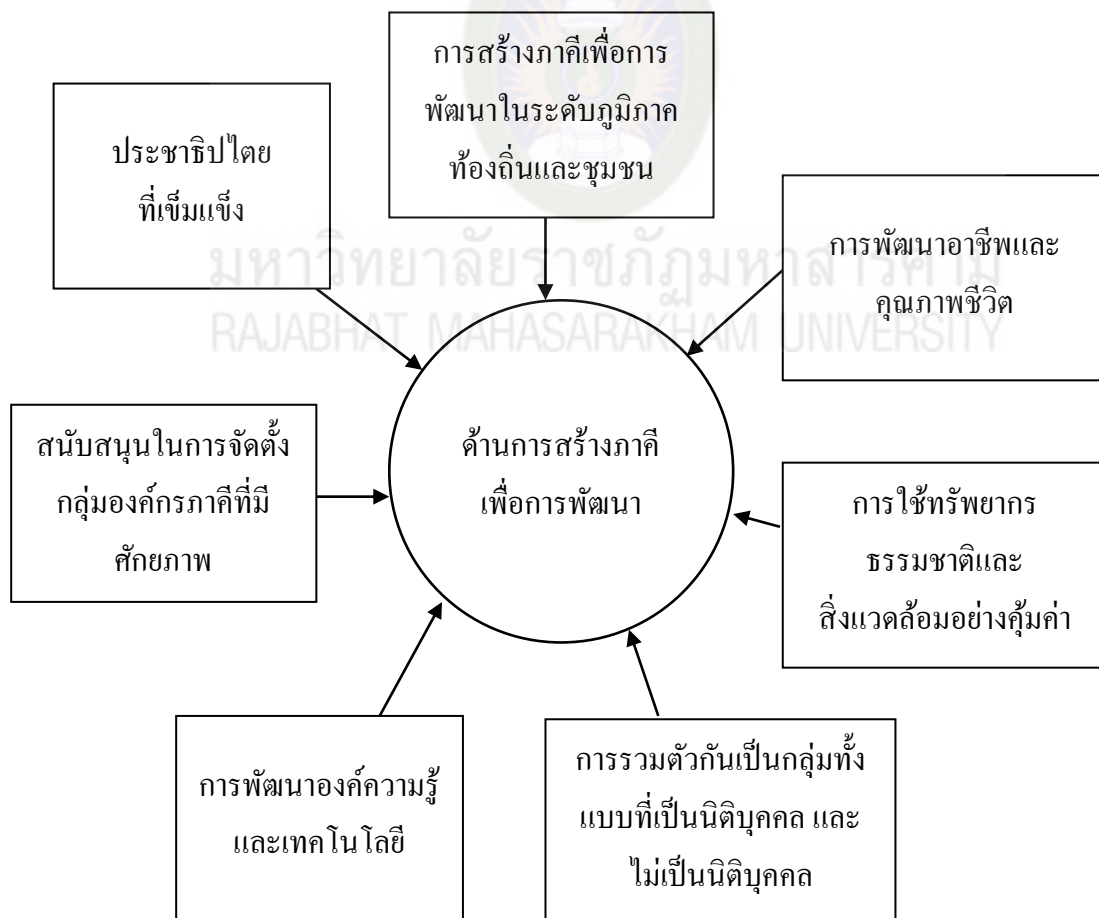 การสร้างภาคีเพื่อการ
พัฒนาในระดับภูมิภาค
ท้องถิ่นและชุมชน
ประชาธิปไตย
ที่เข็มแข็ง
การพัฒนาอาชีพและ
คุณภาพชีวิต
มหาวิทยาลัยราชภัฏมหาสารคาม
RAJABHAT MAHASARAKHAM UNIVERSITY
สนับสนุนในการจัดตั้ง
กลุ่มองค์กรภาคีที่มี
ศักยภาพ
ด้านการสร้างภาคี
เพื่อการพัฒนา
การใช้ทรัพยากร
ธรรมชาติและ
สิ่งแวดล้อมอย่างคุ้มค่า
การพัฒนาองค์ความรู้
และเทคโนโลยี
การรวมตัวกันเป็นกลุ่มทั้ง
แบบที่เป็นนิติบุคคล และ
ไม่เป็นนิติบุคคล